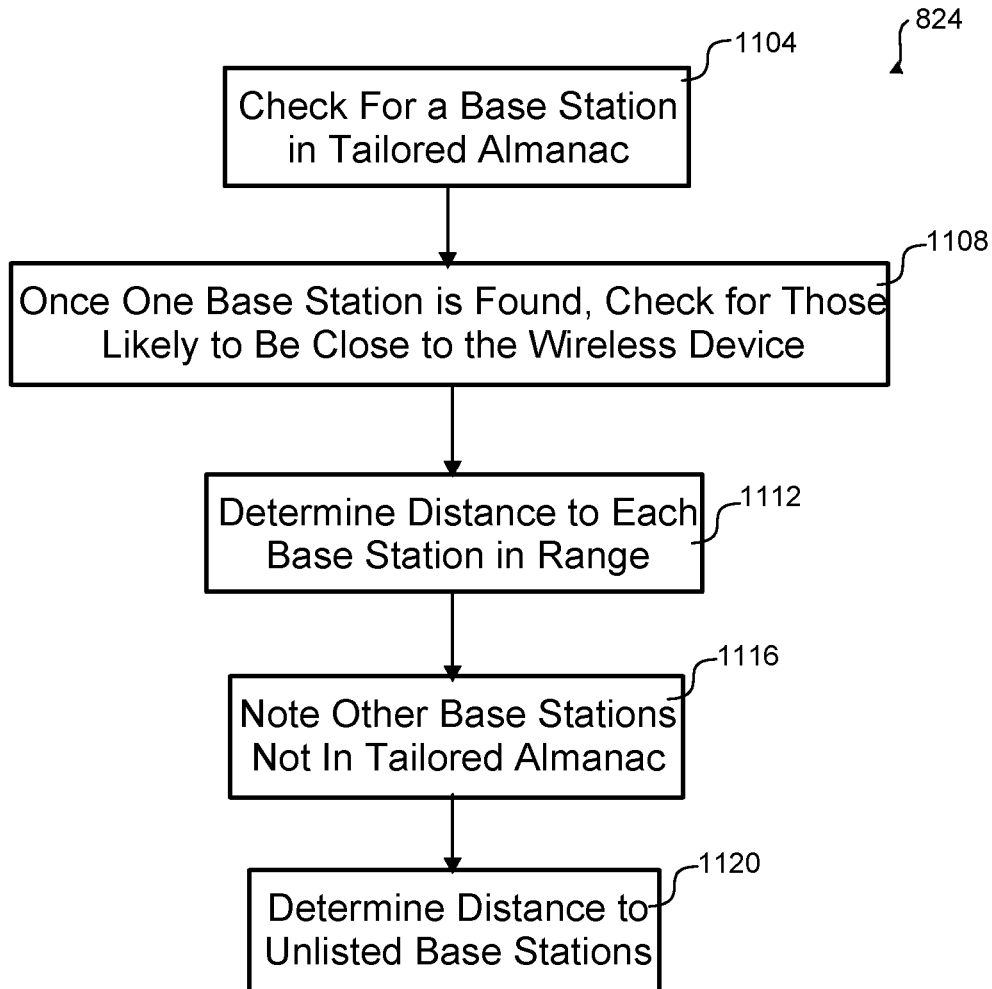 824
1104
Check For a Base Station
in Tailored Almanac
1108
Once One Base Station is Found, Check for Those
Likely to Be Close to the Wireless Device
1112
Determine Distance to Each
Base Station in Range
1116
Note Other Base Stations
Not In Tailored Almanac
1120
Determine Distance to
Unlisted Base Stations